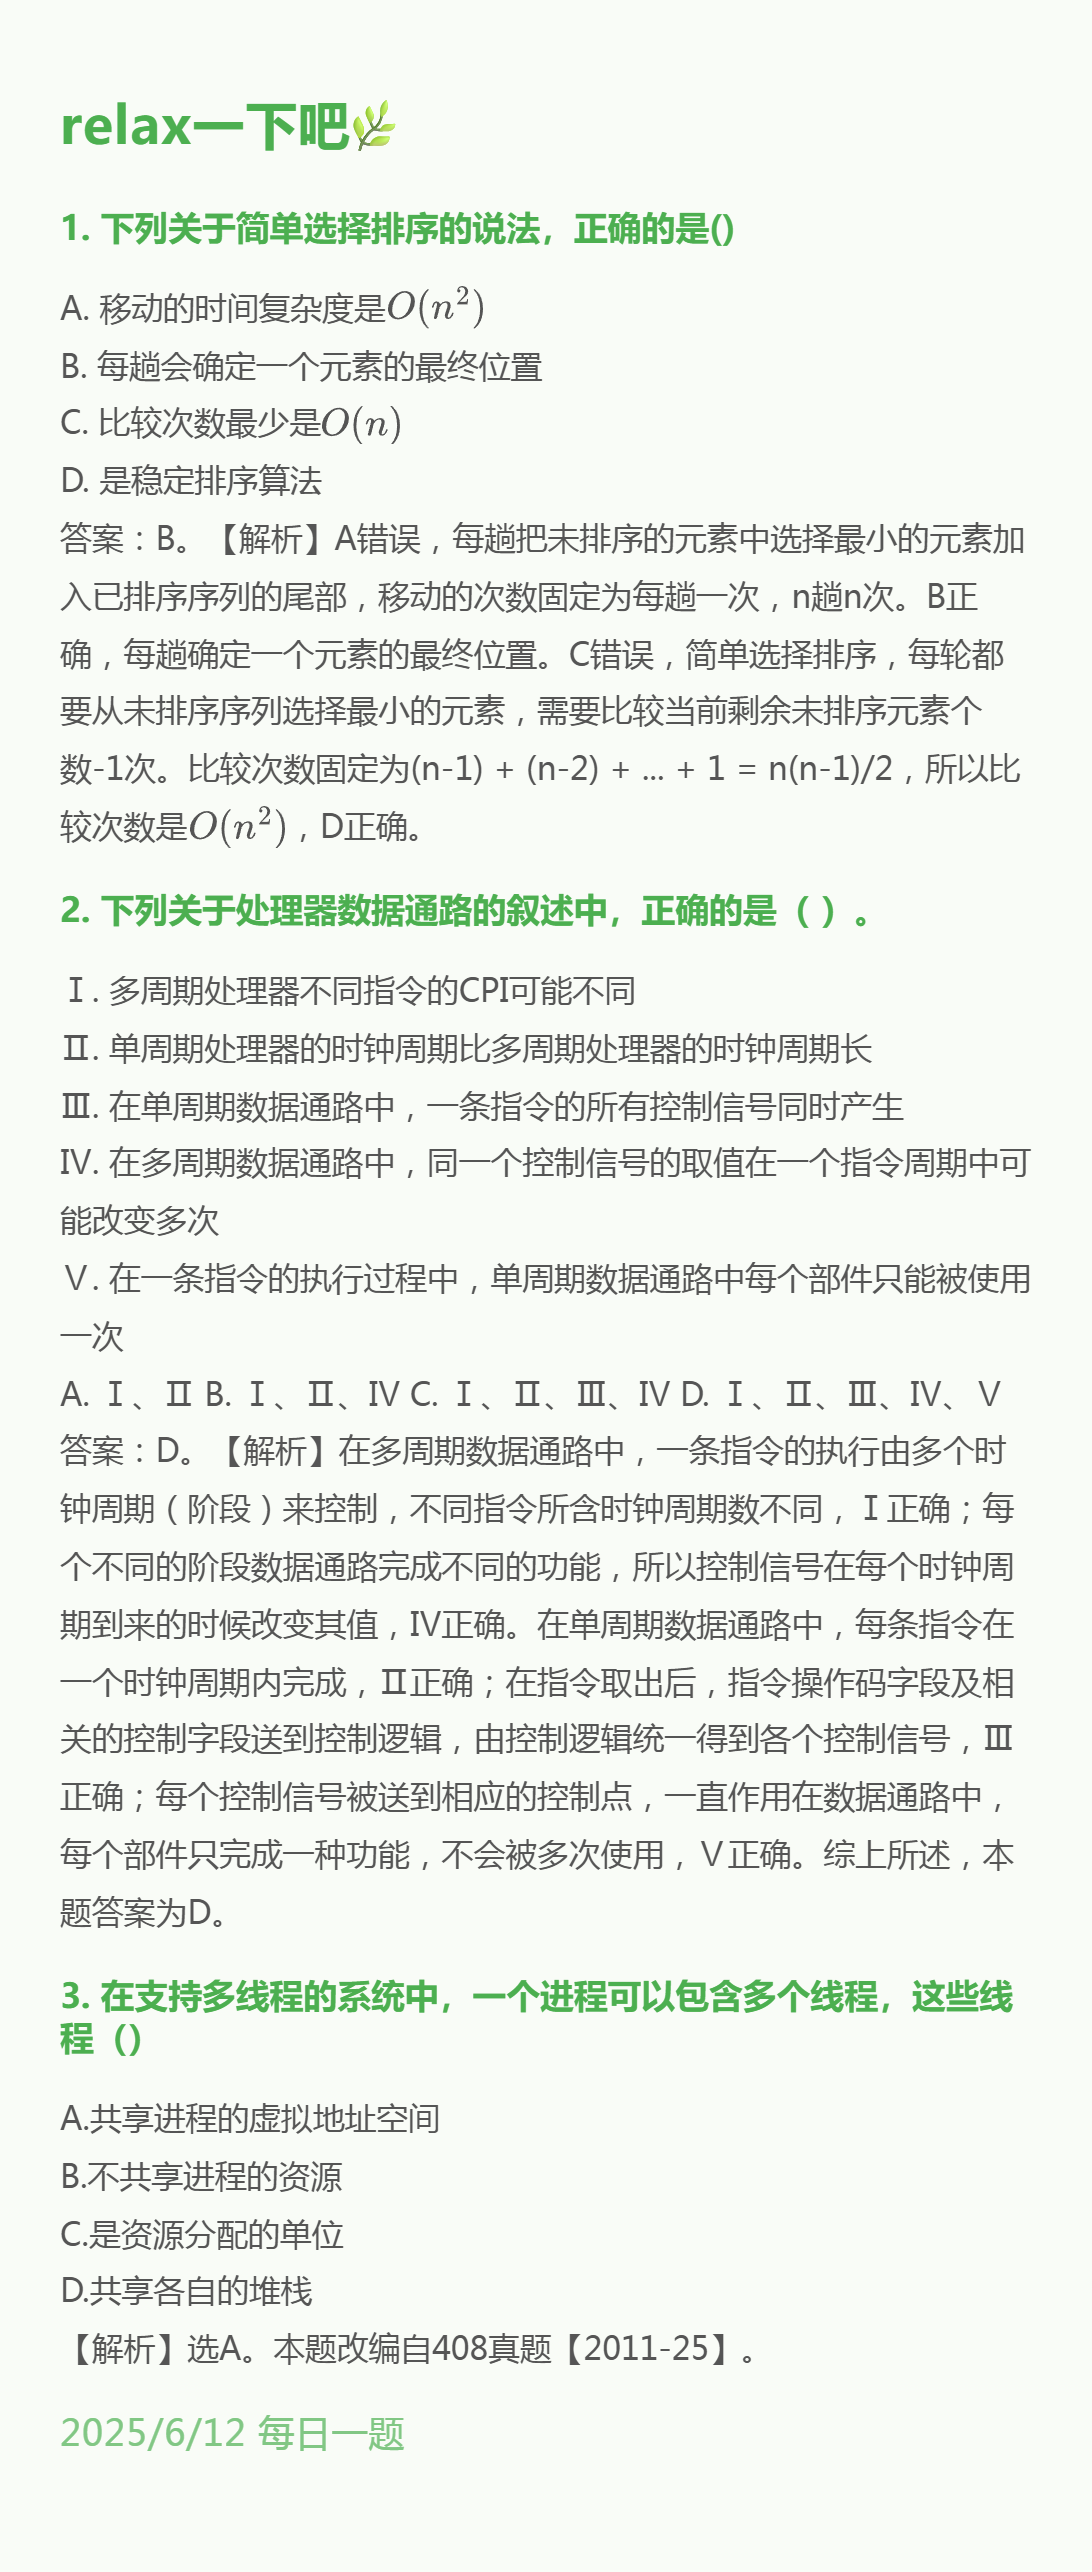 relax一下吧🌿
1. 下列关于简单选择排序的说法，正确的是()
A. 移动的时间复杂度是O(n²)
B. 每趟会确定一个元素的最终位置
C. 比较次数最少是O(n)
D. 是稳定排序算法
答案：B。【解析】A错误，每趟把未排序的元素中选择最小的元素加
入已排序序列的尾部，移动的次数固定为每趟一次，n趟n次。B正
确，每趟确定一个元素的最终位置。C错误，简单选择排序，每轮都
要从未排序序列选择最小的元素，需要比较当前剩余未排序元素个
数-1次。比较次数固定为(n-1) + (n-2) + ... + 1 = n(n-1)/2，所以比
较次数是O(n²)，D正确。
2. 下列关于处理器数据通路的叙述中，正确的是（ ）。
Ⅰ. 多周期处理器不同指令的CPI可能不同
Ⅱ. 单周期处理器的时钟周期比多周期处理器的时钟周期长
Ⅲ. 在单周期数据通路中，一条指令的所有控制信号同时产生
IV. 在多周期数据通路中，同一个控制信号的取值在一个指令周期中可
能改变多次
Ⅴ. 在一条指令的执行过程中，单周期数据通路中每个部件只能被使用
一次
A. Ⅰ、Ⅱ B. Ⅰ、Ⅱ、IV C. Ⅰ、Ⅱ、Ⅲ、IV D. Ⅰ、Ⅱ、Ⅲ、IV、Ⅴ
答案：D。【解析】在多周期数据通路中，一条指令的执行由多个时
钟周期（阶段）来控制，不同指令所含时钟周期数不同，Ⅰ正确；每
个不同的阶段数据通路完成不同的功能，所以控制信号在每个时钟周
期到来的时候改变其值，IV正确。在单周期数据通路中，每条指令在
一个时钟周期内完成，Ⅱ正确；在指令取出后，指令操作码字段及相
关的控制字段送到控制逻辑，由控制逻辑统一得到各个控制信号，Ⅲ
正确；每个控制信号被送到相应的控制点，一直作用在数据通路中，
每个部件只完成一种功能，不会被多次使用，Ⅴ正确。综上所述，本
题答案为D。
3. 在支持多线程的系统中，一个进程可以包含多个线程，这些线
程（）
A.共享进程的虚拟地址空间
B.不共享进程的资源
C.是资源分配的单位
D.共享各自的堆栈
【解析】选A。本题改编自408真题【2011-25】。
2025/6/12 每日一题